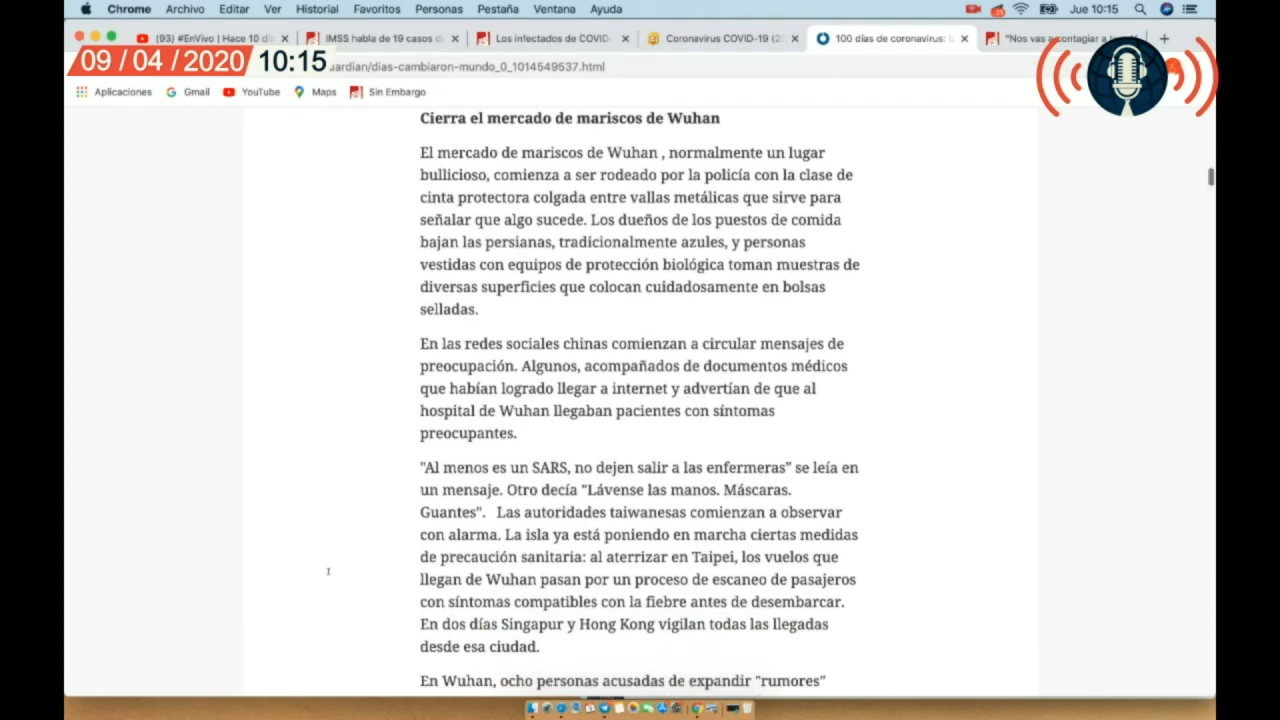 Chrome Archivo Editar Ver Historial Favoritos Personas Pestaña Ventana Ayuda Jue 10:15
(93) #EnVivo | Hace 10 dí IMSS habla de 19 casos d Los infectados de COVID- Coronavirus COVID-19 (2 100 días de coronavirus: "Nos vas a contagiar a
09 / 04 / 2020 10:15 uardian/dias-cambiaron-mundo_0_1014549537.html
Aplicaciones Gmail YouTube Maps Sin Embargo
Cierra el mercado de mariscos de Wuhan
El mercado de mariscos de Wuhan , normalmente un lugar
bullicioso, comienza a ser rodeado por la policía con la clase de
cinta protectora colgada entre vallas metálicas que sirve para
señalar que algo sucede. Los dueños de los puestos de comida
bajan las persianas, tradicionalmente azules, y personas
vestidas con equipos de protección biológica toman muestras de
diversas superficies que colocan cuidadosamente en bolsas
selladas.
En las redes sociales chinas comienzan a circular mensajes de
preocupación. Algunos, acompañados de documentos médicos
que habían logrado llegar a internet y advertían de que al
hospital de Wuhan llegaban pacientes con síntomas
preocupantes.
"Al menos es un SARS, no dejen salir a las enfermeras" se leía en
un mensaje. Otro decía "Lávense las manos. Máscaras.
Guantes". Las autoridades taiwanesas comienzan a observar
con alarma. La isla ya está poniendo en marcha ciertas medidas
de precaución sanitaria: al aterrizar en Taipei, los vuelos que
llegan de Wuhan pasan por un proceso de escaneo de pasajeros
con síntomas compatibles con la fiebre antes de desembarcar.
En dos días Singapur y Hong Kong vigilan todas las llegadas
desde esa ciudad.
En Wuhan, ocho personas acusadas de expandir "rumores"